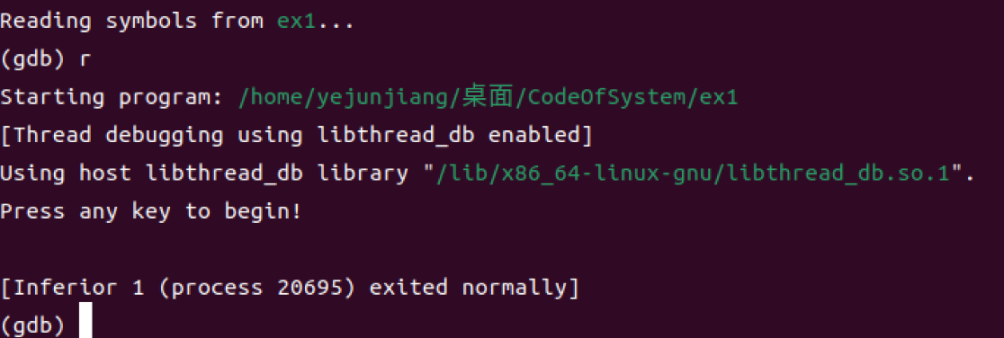 Reading symbols from ex1...
(gdb) r
Starting program: /home/yejunjiang/桌面/CodeOfSystem/ex1
[Thread debugging using libthread_db enabled]
Using host libthread_db library "/lib/x86_64-linux-gnu/libthread_db.so.1".
Press any key to begin!
[Inferior 1 (process 20695) exited normally]
(gdb)